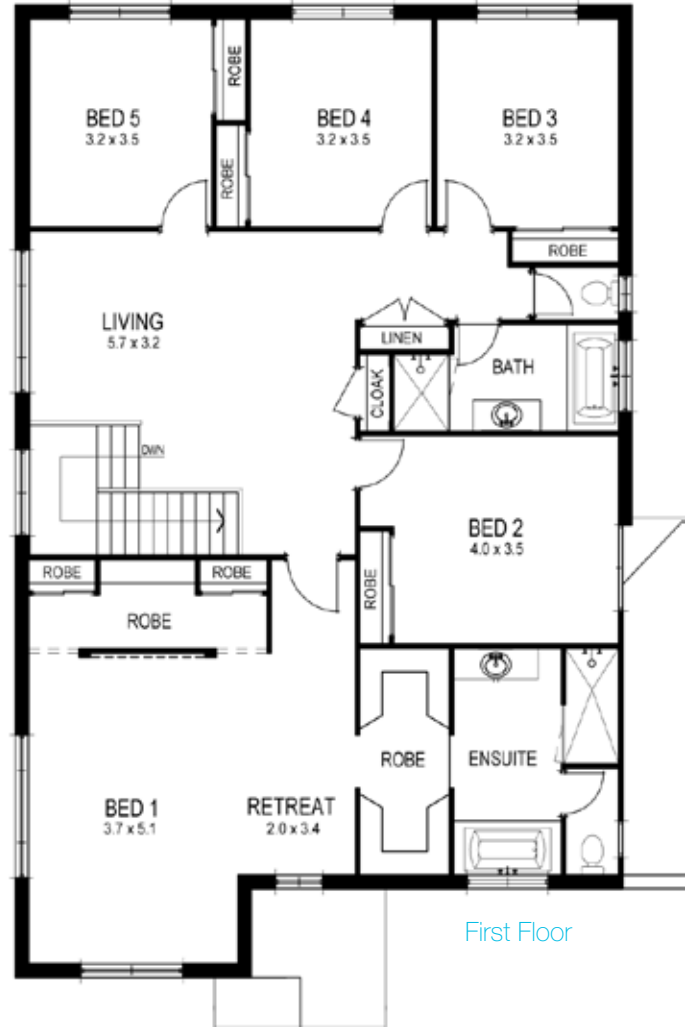 BED 5
3.2 x 3.5
ROBE
ROBE
BED 4
3.2 x 3.5
BED 3
3.2 x 3.5
ROBE
LIVING
5.7 x 3.2
LINEN
CLOAK
BATH
DWN
BED 2
4.0 x 3.5
ROBE
ROBE
ROBE
ROBE
ROBE
ENSUITE
BED 1
3.7 x 5.1
RETREAT
2.0 x 3.4
First Floor